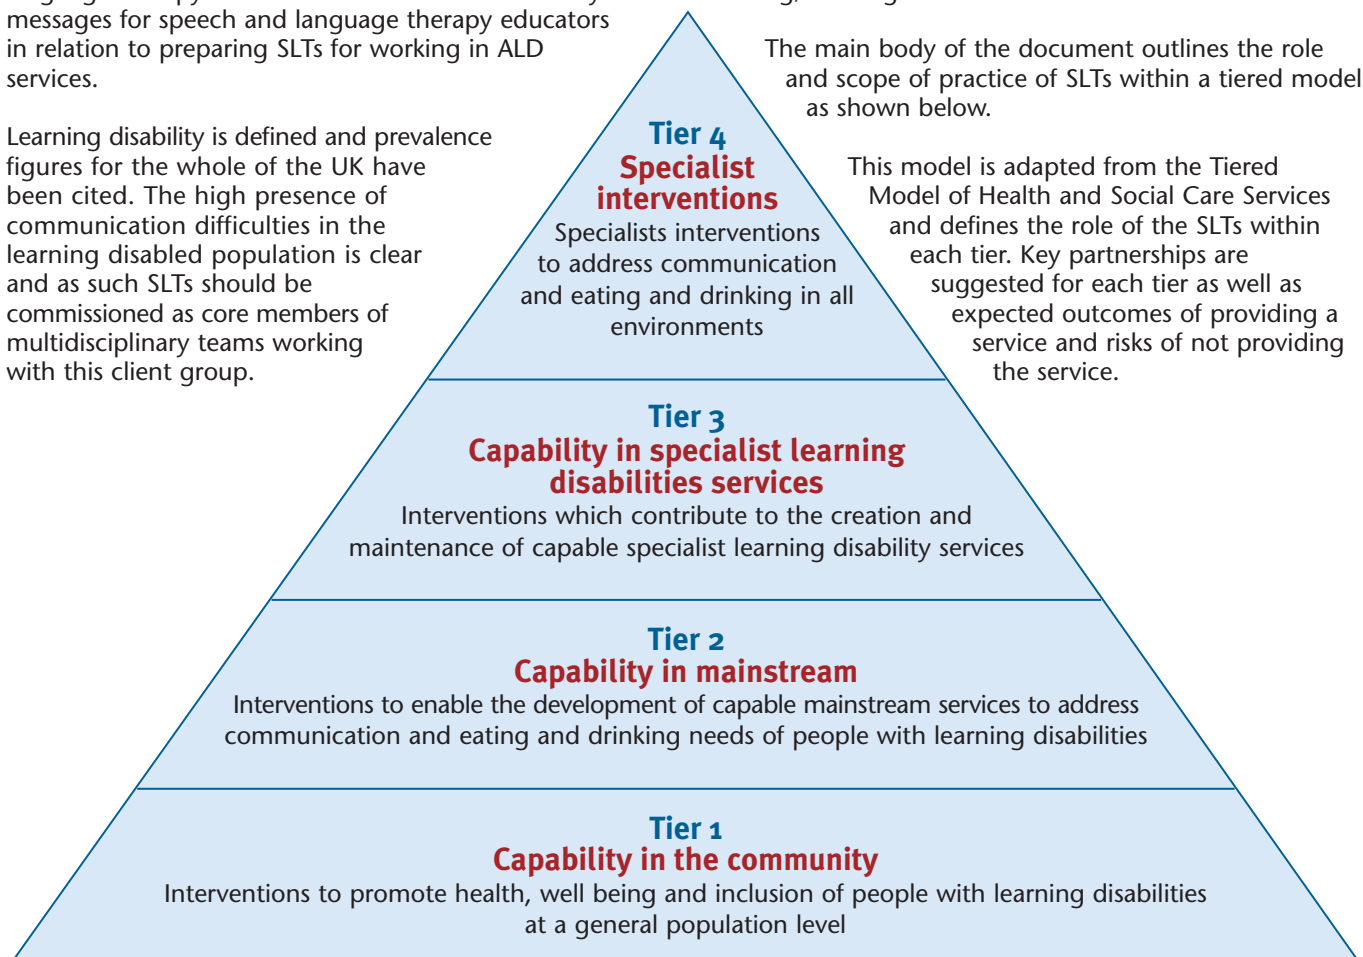 messages for speech and language therapy educators
in relation to preparing SLTs for working in ALD
services.
Learning disability is defined and prevalence
figures for the whole of the UK have
been cited. The high presence of
communication difficulties in the
learning disabled population is clear
and as such SLTs should be
commissioned as core members of
multidisciplinary teams working
with this client group.
The main body of the document outlines the role
and scope of practice of SLTs within a tiered model
as shown below.
This model is adapted from the Tiered
Model of Health and Social Care Services
and defines the role of the SLTs within
each tier. Key partnerships are
suggested for each tier as well as
expected outcomes of providing a
service and risks of not providing
the service.
Tier 4
Specialist
interventions
Specialists interventions
to address communication
and eating and drinking in all
environments
Tier 3
Capability in specialist learning
disabilities services
Interventions which contribute to the creation and
maintenance of capable specialist learning disability services
Tier 2
Capability in mainstream
Interventions to enable the development of capable mainstream services to address
communication and eating and drinking needs of people with learning disabilities
Tier 1
Capability in the community
Interventions to promote health, well being and inclusion of people with learning disabilities
at a general population level